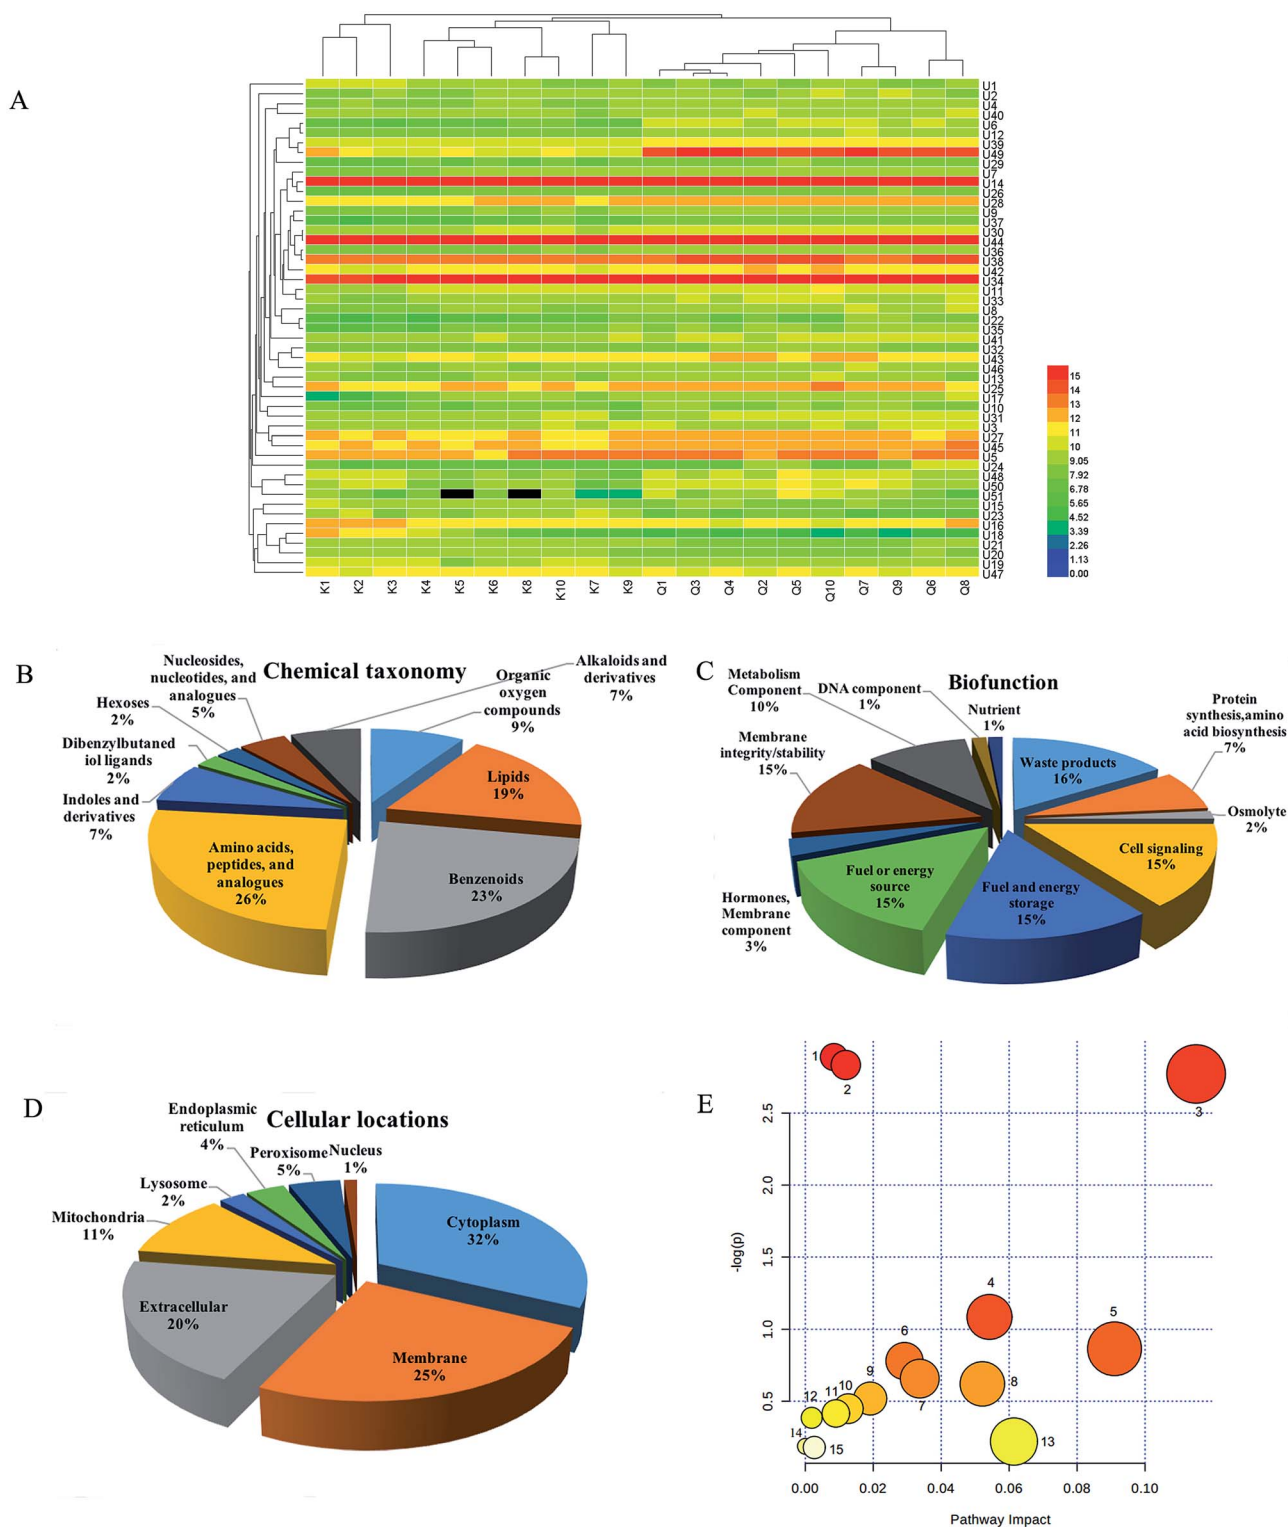 A
U1
U2
U4
U40
U6
U12
U39
U49
U29
U7
U14
U26
U28
U9
U37
U30
U44
U36
U38
U42
U34
U11
U33
U8
U22
U35
U41
U32
U43
U46
U13
U25
U17
U10
U31
U3
U27
U45
U5
U24
U48
U50
U51
U15
U23
U16
U18
U21
U20
U19
U47
15
14
13
12
11
10
9.05
7.92
6.78
5.65
4.52
3.39
2.26
1.13
0.00
K1 K2 K3 K4 K5 K6 K8 K10 K7 K9 Q1 Q3 Q4 Q2 Q5 Q10 Q7 Q9 Q6 Q8
B
Chemical taxonomy
Nucleosides,
nucleotides, and
analogues
5%
Organic
oxygen
compounds
9%
Alkaloids and
derivatives
7%
Hexoses
2%
Dibenzylbutaned
iol ligands
2%
Indoles and
derivatives
7%
Lipids
19%
Amino acids,
peptides, and
analogues
26%
Benzenoids
23%
C
Biofunction
Metabolism
Component
10%
DNA component
1%
Nutrient
1%
Protein
synthesis,amino
acid biosynthesis
7%
Membrane
integrity/stability
15%
Waste products
16%
Osmolyte
2%
Cell signaling
15%
Fuel or energy
source
15%
Fuel and energy
storage
15%
Hormones,
Membrane
component
3%
D
Cellular locations
Endoplasmic
reticulum
4%
Peroxisome
5%
Nucleus
1%
Lysosome
2%
Mitochondria
11%
Cytoplasm
32%
Extracellular
20%
Membrane
25%
E
1
2
3
4
5
6
7
8
9
10
11
12
13
14
15
2.5
2.0
1.5
1.0
0.5
-log(p)
0.00 0.02 0.04 0.06 0.08 0.10
Pathway Impact